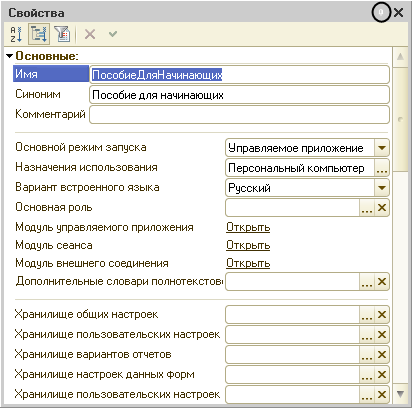 Свойства
Основные:
Имя ПособиеДляНачинающих
Синоним Пособие для начинающих
Комментарий
Основной режим запуска Управляемое приложение
Назначения использования Персональный компьютер ...
Вариант встроенного языка Русский
Основная роль ...
Модуль управляемого приложения Открыть
Модуль сеанса Открыть
Модуль внешнего соединения Открыть
Дополнительные словари полнотекстово ...
Хранилище общих настроек ...
Хранилище пользовательских настроек ...
Хранилище вариантов отчетов ...
Хранилище настроек данных форм ...
Хранилище пользовательских настроек ...